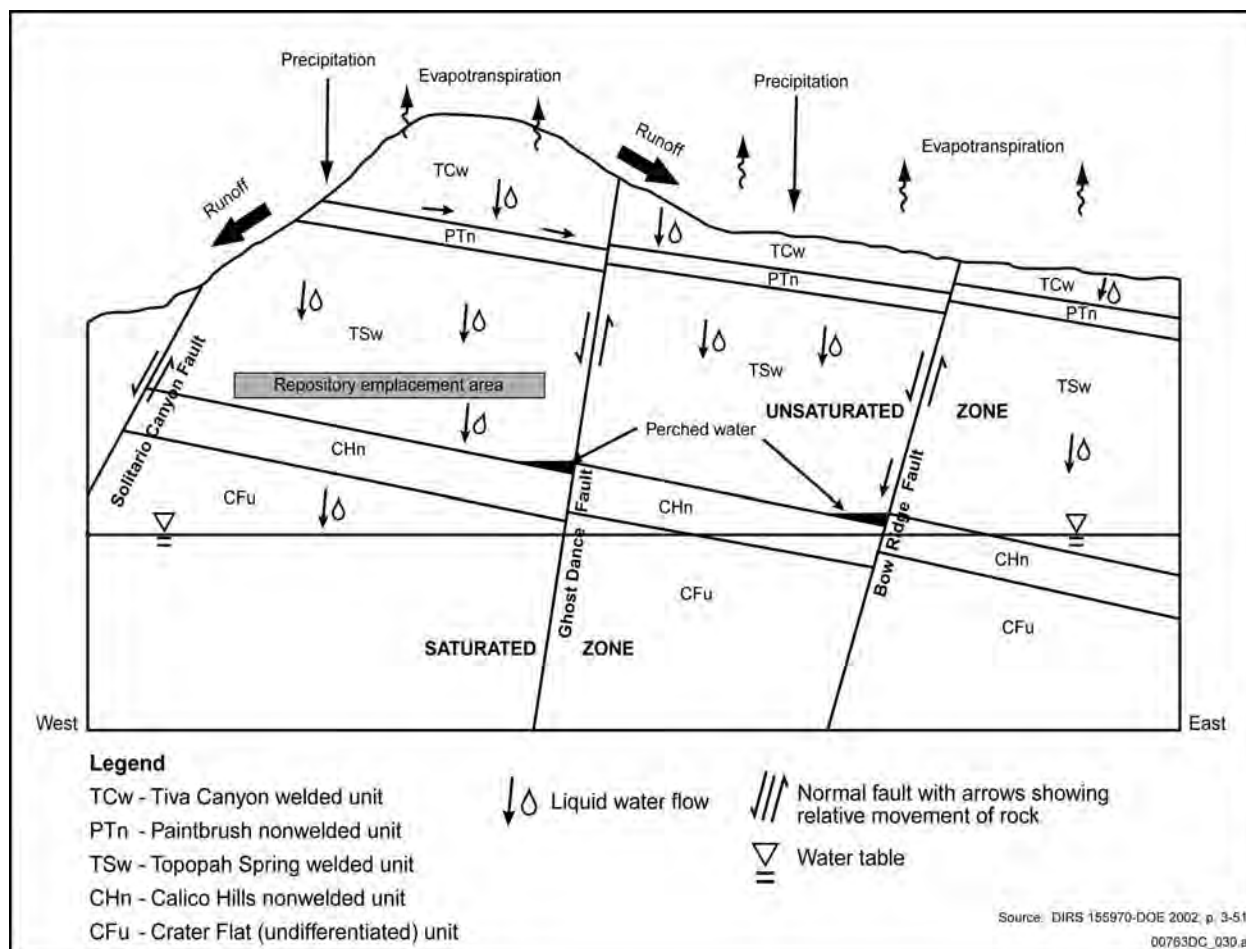 Precipitation
Evapotranspiration
Precipitation
Runoff
Evapotranspiration
Runoff
TCw
PTn
TCw
PTn
TCw
PTn
TSw
TSw
TSw
Repository emplacement area
UNSATURATED ZONE
Perched water
Solitario Canyon Fault
CHn
CFu
Ghost Dance Fault
CHn
CFu
Bow Ridge Fault
CHn
CFu
SATURATED ZONE
West
East
Legend
TCw - Tiva Canyon welded unit
PTn - Paintbrush nonwelded unit
TSw - Topopah Spring welded unit
CHn - Calico Hills nonwelded unit
CFu - Crater Flat (undifferentiated) unit
Liquid water flow
Normal fault with arrows showing
relative movement of rock
Water table
Source: DIRS 155970-DOE 2002, p. 3-51